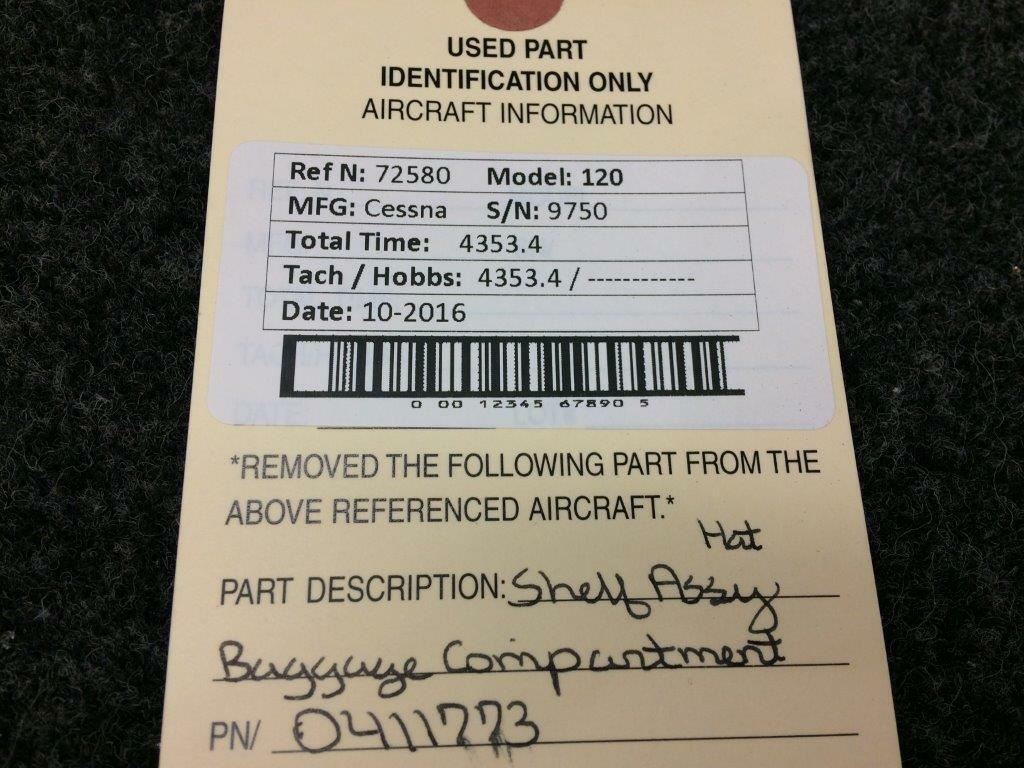 USED PART
IDENTIFICATION ONLY
AIRCRAFT INFORMATION
Ref N: 72580 Model: 120
MFG: Cessna S/N: 9750
Total Time: 4353.4
Tach / Hobbs: 4353.4 / ------------
Date: 10-2016
0 00 12345 67890 5
*REMOVED THE FOLLOWING PART FROM THE
ABOVE REFERENCED AIRCRAFT.*
Hat
PART DESCRIPTION: Shelf Assy
Baggage Compartment
PN/ 0411773